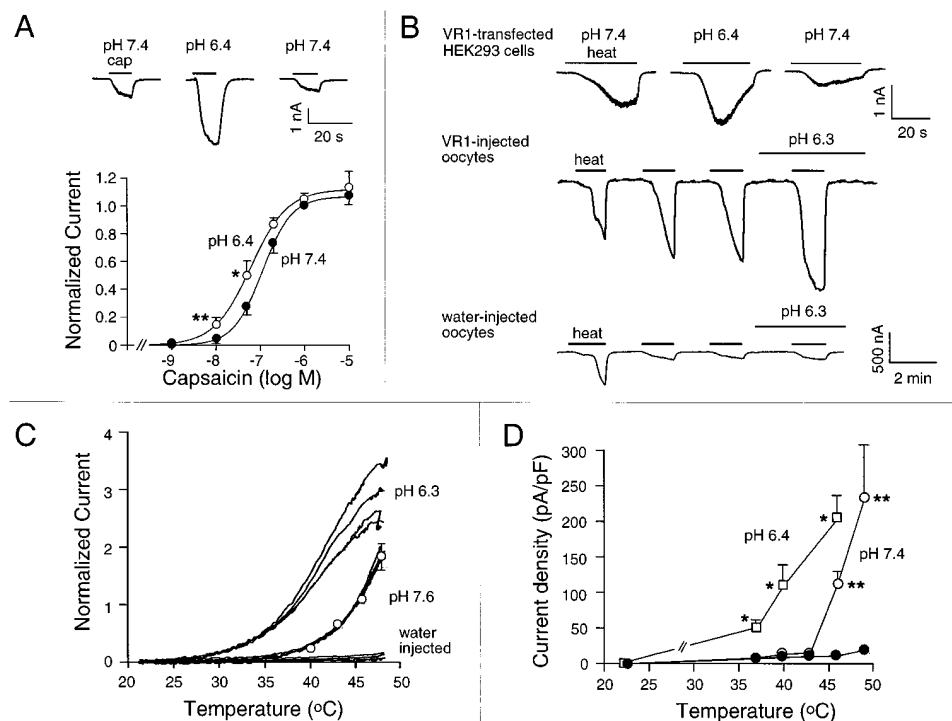 A
pH 7.4
cap
pH 6.4
pH 7.4
1 nA
20 s
Normalized Current
1.2
1.0
0.8
0.6
0.4
0.2
0
pH 6.4
pH 7.4
*
**
//
-9
-8
-7
-6
-5
Capsaicin (log M)
B
VR1-transfected
HEK293 cells
pH 7.4
heat
pH 6.4
pH 7.4
1 nA
20 s
VR1-injected
oocytes
heat
pH 6.3
water-injected
oocytes
heat
pH 6.3
500 nA
2 min
C
Normalized Current
4
3
2
1
0
pH 6.3
pH 7.6
water
injected
20
25
30
35
40
45
50
Temperature (oC)
D
Current density (pA/pF)
300
250
200
150
100
50
0
pH 6.4
pH 7.4
*
*
*
**
**
//
20
25
30
35
40
45
50
Temperature (oC)